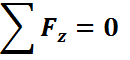 ∑ F_z = 0